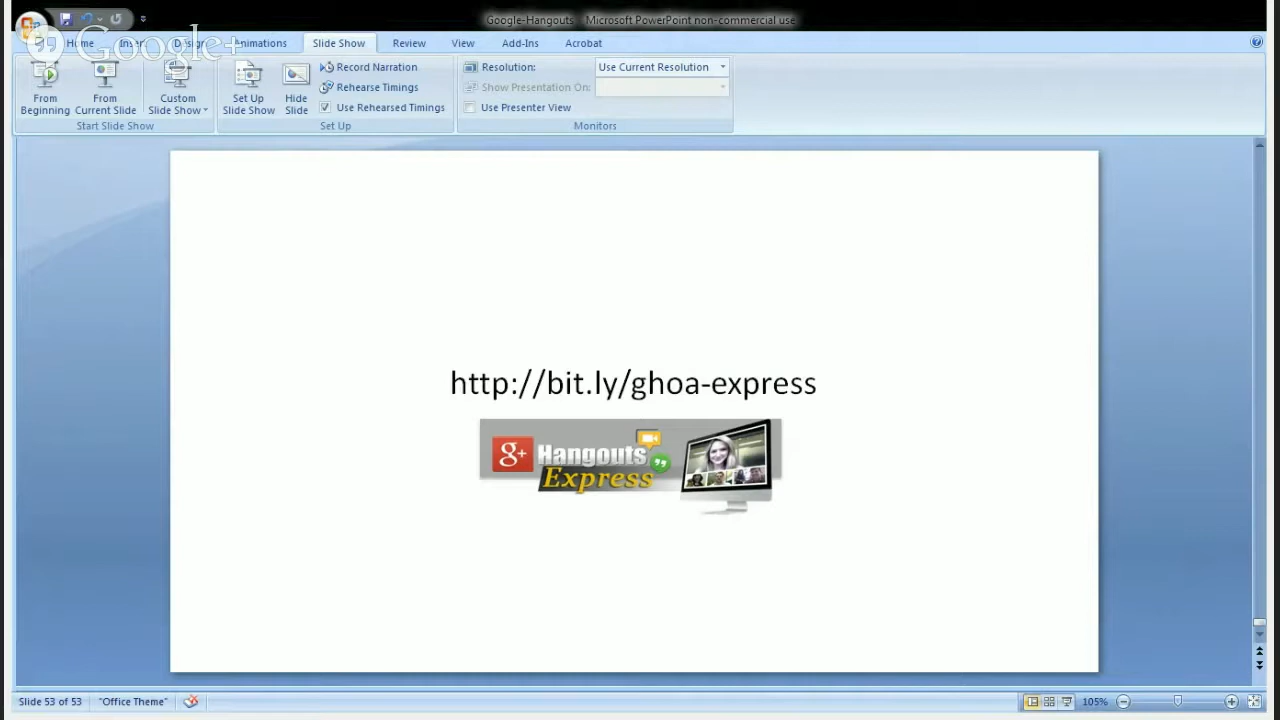 Google-Hangouts - Microsoft PowerPoint non-commercial use
Google+
Home Insert Design Animations Slide Show Review View Add-Ins Acrobat
From Beginning
From Current Slide
Custom Slide Show
Start Slide Show
Set Up Slide Show
Hide Slide
Record Narration
Rehearse Timings
Use Rehearsed Timings
Set Up
Resolution: Use Current Resolution
Show Presentation On:
Use Presenter View
Monitors
http://bit.ly/ghoa-express
g+ Hangouts
Express
Slide 53 of 53 "Office Theme" 105%